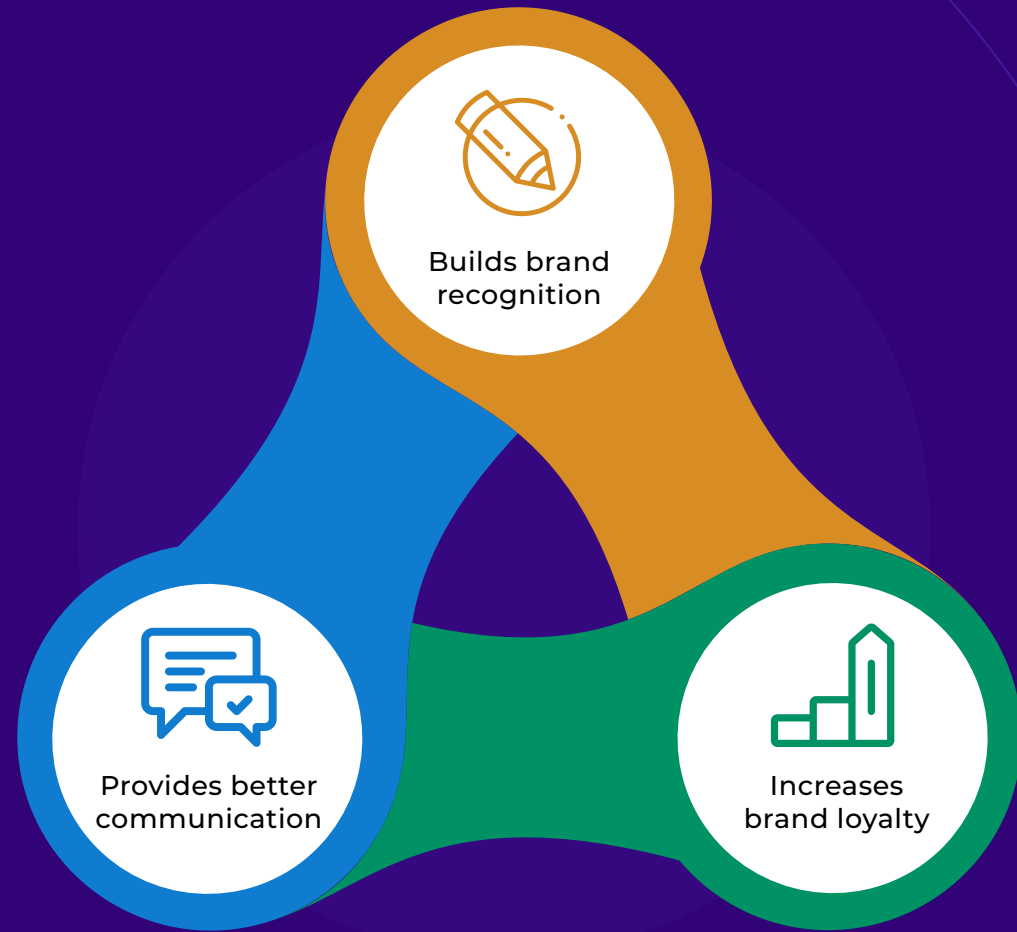 Builds brand
recognition
Provides better
communication
Increases
brand loyalty